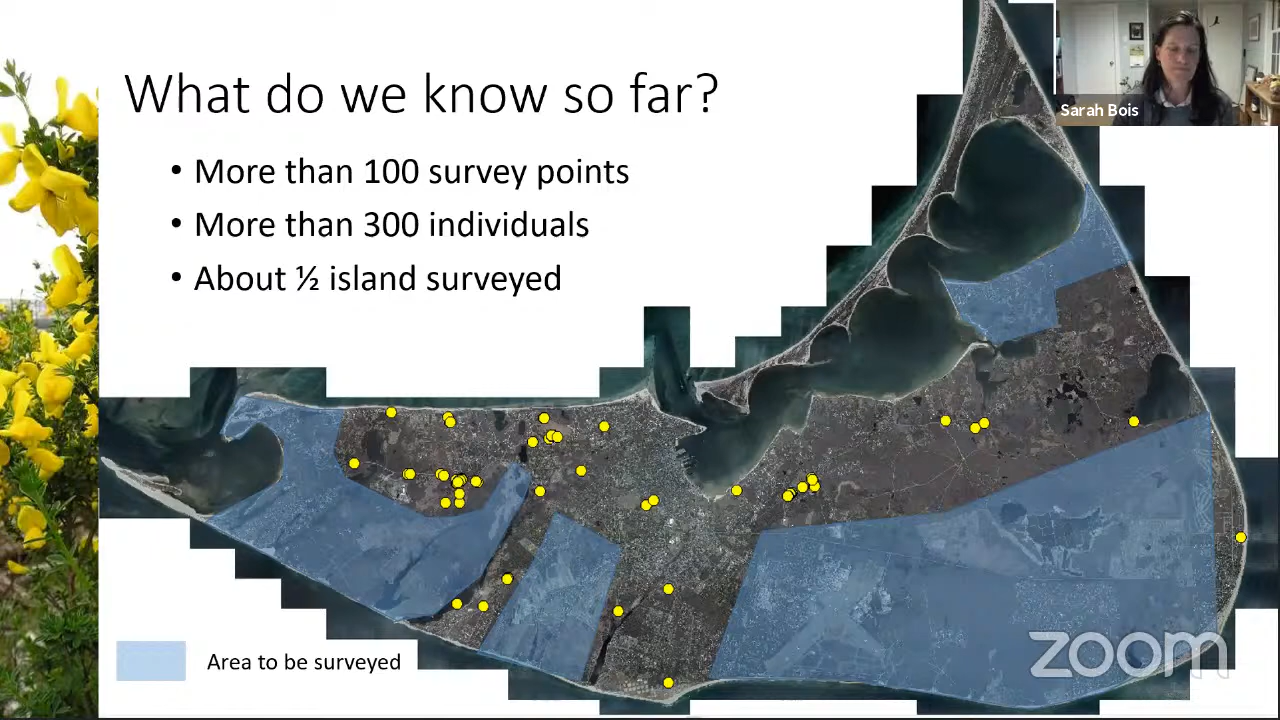 What do we know so far?
• More than 100 survey points
• More than 300 individuals
• About ½ island surveyed
Sarah Bois
Area to be surveyed
zoom